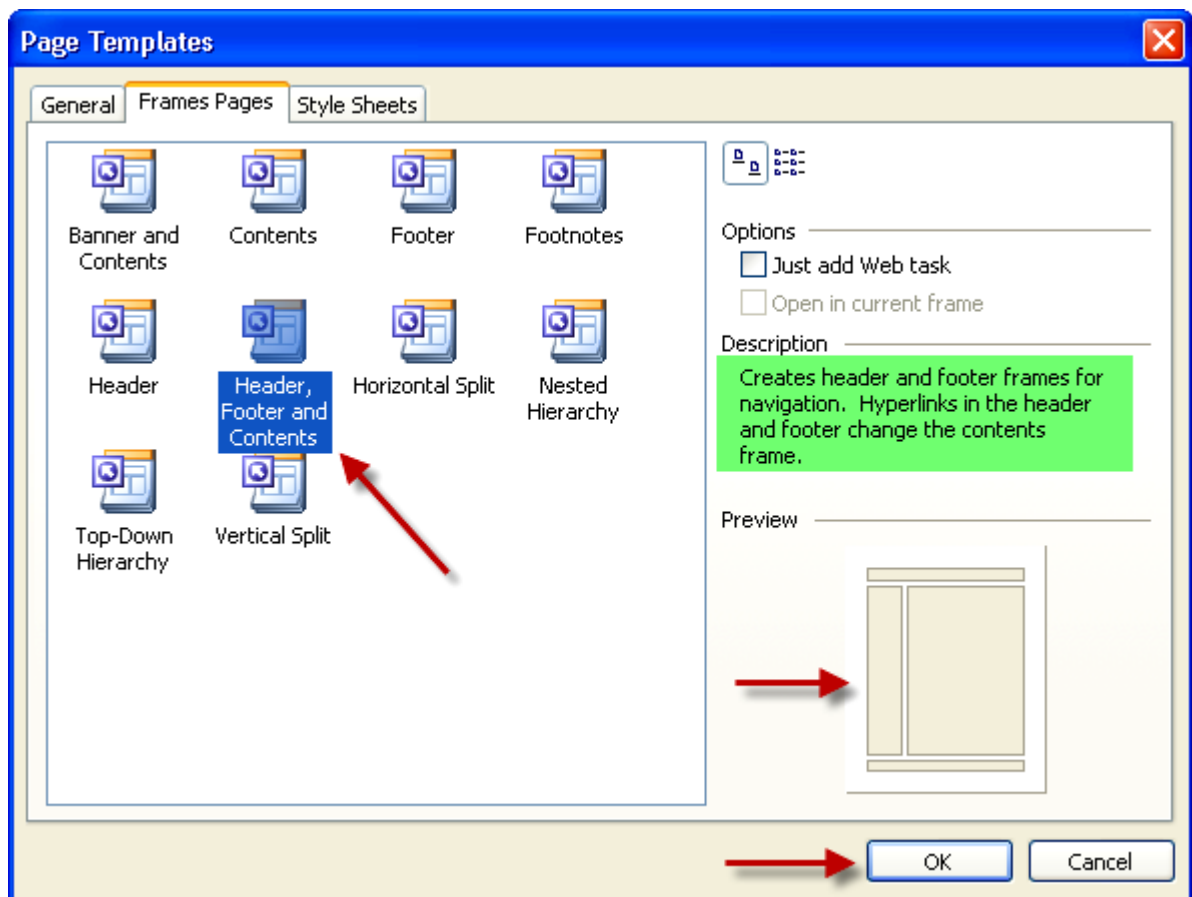 Page Templates
General Frames Pages Style Sheets
Banner and
Contents
Contents
Footer
Footnotes
Header
Header,
Footer and
Contents
Horizontal Split
Nested
Hierarchy
Top-Down
Hierarchy
Vertical Split
Options
Just add Web task
Open in current frame
Description
Creates header and footer frames for
navigation. Hyperlinks in the header
and footer change the contents
frame.
Preview
OK Cancel